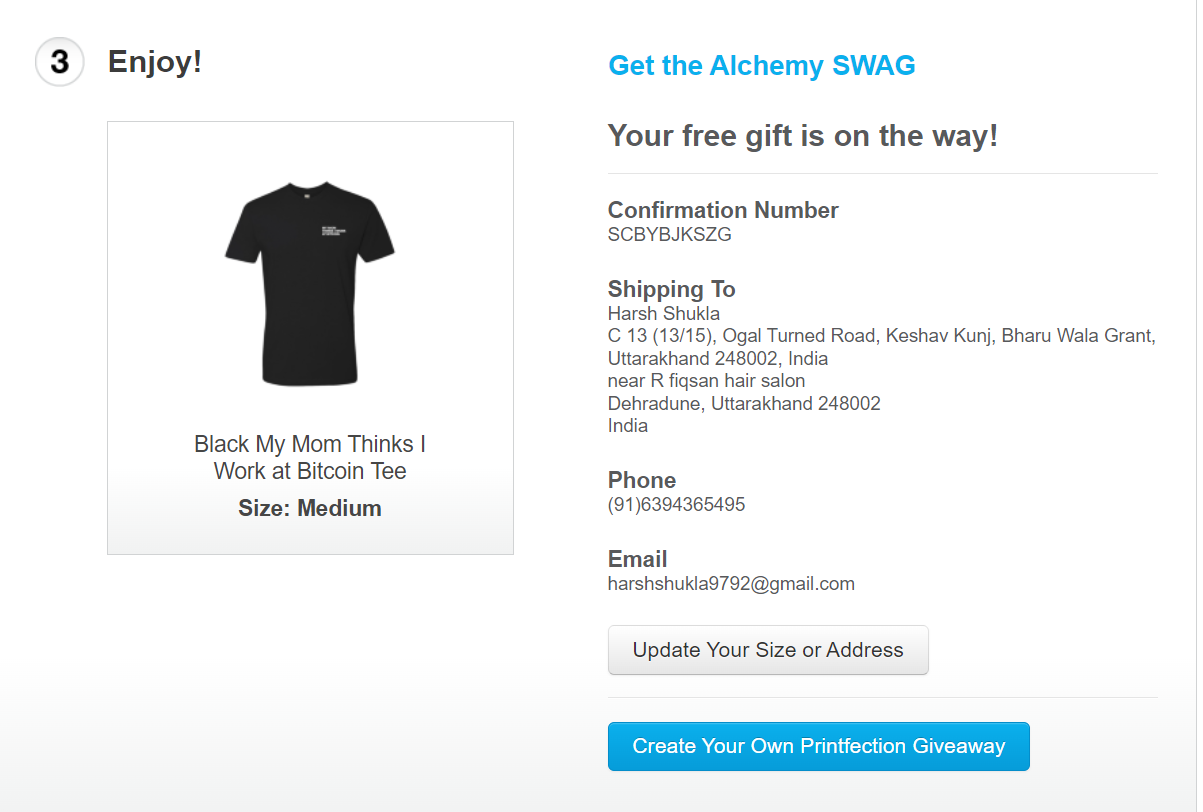 3 Enjoy!
Get the Alchemy SWAG
Your free gift is on the way!
Confirmation Number
SCBYBJKSZG
Shipping To
Harsh Shukla
C 13 (13/15), Ogal Turned Road, Keshav Kunj, Bharu Wala Grant,
Uttarakhand 248002, India
near R fiqsan hair salon
Dehradune, Uttarakhand 248002
India
Phone
(91)6394365495
Email
harshshukla9792@gmail.com
Update Your Size or Address
Create Your Own Printfection Giveaway
Black My Mom Thinks I
Work at Bitcoin Tee
Size: Medium